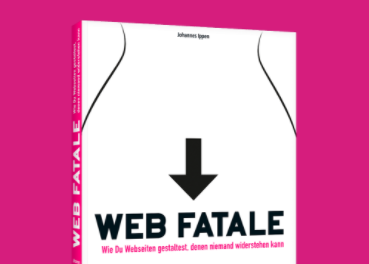 Johannes Ippen
WEB FATALE
Wie Du Webseiten gestaltest, denen niemand widerstehen kann
WEB FATALE
Wie Du Webseiten gestaltest,
denen niemand widerstehen kann